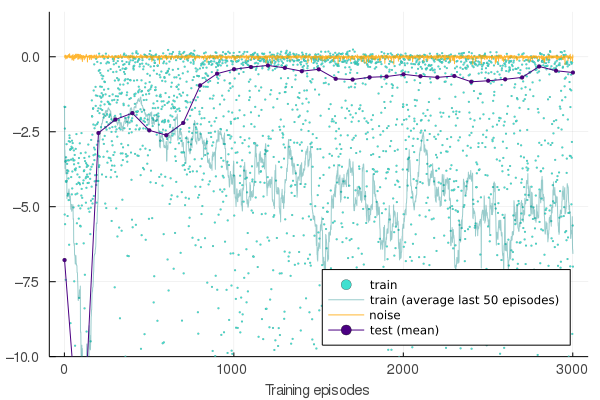 0.0
−2.5
−5.0
−7.5
−10.0
train
train (average last 50 episodes)
noise
test (mean)
0 1000 2000 3000
Training episodes